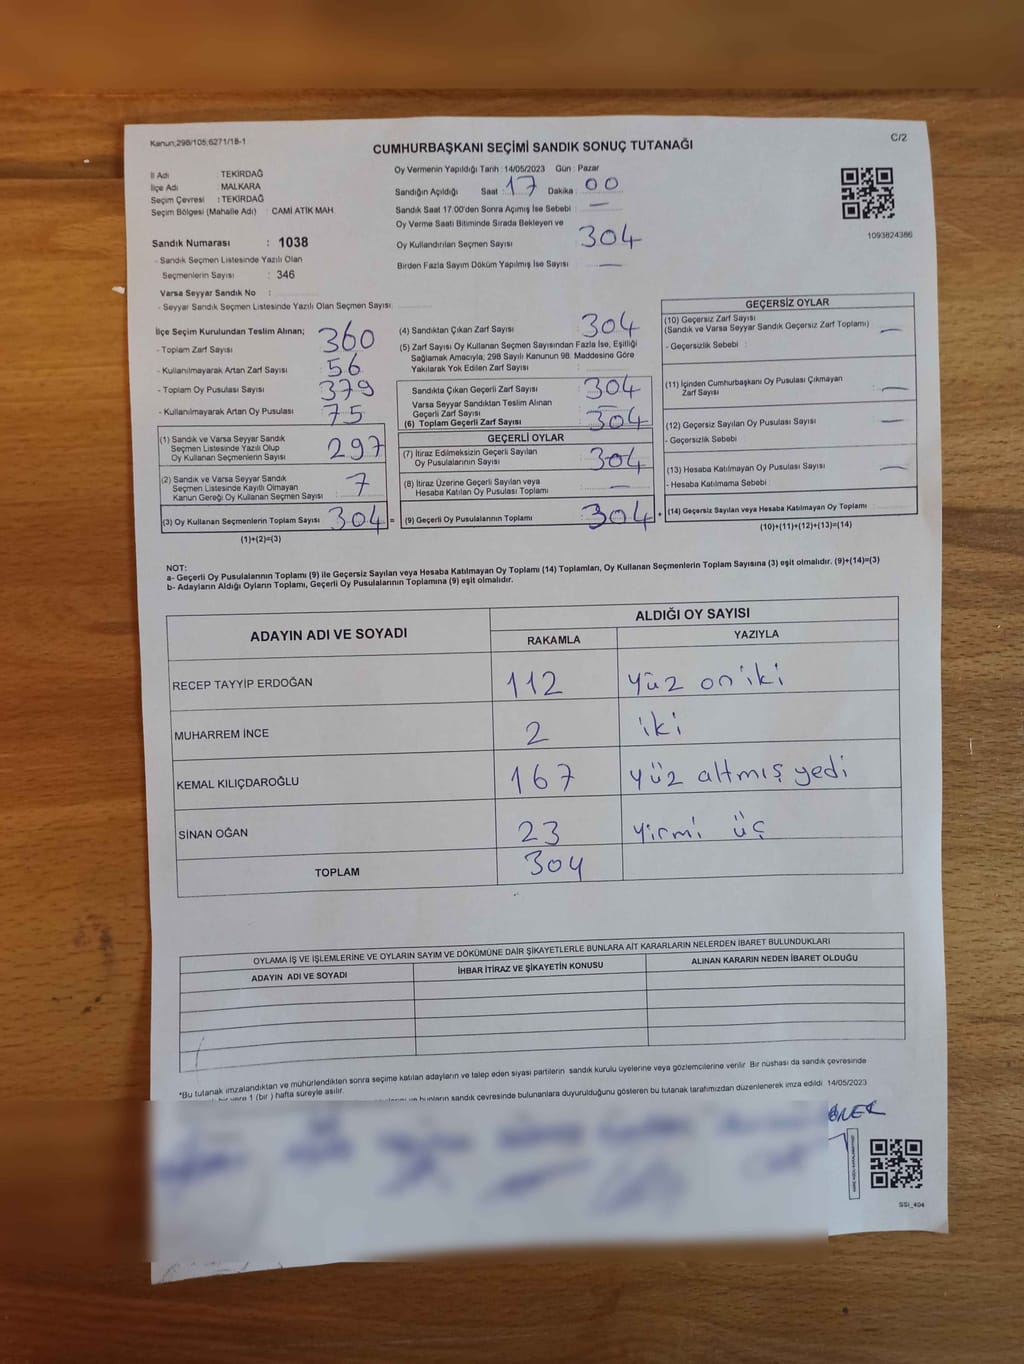 Kanun;298/105;6271/18-1
C/2
CUMHURBAŞKANI SEÇİMİ SANDIK SONUÇ TUTANAĞI
İl Adı : TEKİRDAĞ
İlçe Adı : MALKARA
Seçim Çevresi : TEKİRDAĞ
Seçim Bölgesi (Mahalle Adı) : CAMİ ATİK MAH
Sandık Numarası : 1038
- Sandık Seçmen Listesinde Yazılı Olan
Seçmenlerin Sayısı : 346
Varsa Seyyar Sandık No :
- Seyyar Sandık Seçmen Listesinde Yazılı Olan Seçmen Sayısı:
Oy Vermenin Yapıldığı Tarih : 14/05/2023 Gün : Pazar
Sandığın Açıldığı Saat : 17 Dakika : 00
Sandık Saat 17:00'den Sonra Açımış İse Sebebi : —
Oy Verme Saati Bitiminde Sırada Bekleyen ve
Oy Kullandırılan Seçmen Sayısı 304
Birden Fazla Sayım Döküm Yapılmış İse Sayısı : —
1093824386
İlçe Seçim Kurulundan Teslim Alınan;
- Toplam Zarf Sayısı : 360
- Kullanılmayarak Artan Zarf Sayısı : 56
- Toplam Oy Pusulası Sayısı : 379
- Kullanılmayarak Artan Oy Pusulası : 75
(1) Sandık ve Varsa Seyyar Sandık
Seçmen Listesinde Yazılı Olup
Oy Kullanan Seçmenlerin Sayısı : 297
(2) Sandık ve Varsa Seyyar Sandık
Seçmen Listesinde Kayıtlı Olmayan
Kanun Gereği Oy Kullanan Seçmen Sayısı : 7
(3) Oy Kullanan Seçmenlerin Toplam Sayısı : 304 =
(1)+(2)=(3)
(4) Sandıktan Çıkan Zarf Sayısı : 304
(5) Zarf Sayısı Oy Kullanan Seçmen Sayısından Fazla İse, Eşitliği
Sağlamak Amacıyla, 298 Sayılı Kanunun 98. Maddesine Göre
Yakılarak Yok Edilen Zarf Sayısı :
Sandıkta Çıkan Geçerli Zarf Sayısı : 304
Varsa Seyyar Sandıktan Teslim Alınan
Geçerli Zarf Sayısı : —
(6) Toplam Geçerli Zarf Sayısı : 304
GEÇERLİ OYLAR
(7) İtiraz Edilmeksizin Geçerli Sayılan
Oy Pusulalarının Sayısı : 304
(8) İtiraz Üzerine Geçerli Sayılan veya
Hesaba Katılan Oy Pusulası Toplamı : —
(9) Geçerli Oy Pusulalarının Toplamı : 304 +
GEÇERSİZ OYLAR
(10) Geçersiz Zarf Sayısı :
(Sandık ve Varsa Seyyar Sandık Geçersiz Zarf Toplamı) —
- Geçersizlik Sebebi :
(11) İçinden Cumhurbaşkanı Oy Pusulası Çıkmayan
Zarf Sayısı : —
(12) Geçersiz Sayılan Oy Pusulası Sayısı : —
- Geçersizlik Sebebi :
(13) Hesaba Katılmayan Oy Pusulası Sayısı : —
- Hesaba Katılmama Sebebi :
(14) Geçersiz Sayılan veya Hesaba Katılmayan Oy Toplamı :
(10)+(11)+(12)+(13)=(14)
NOT:
a- Geçerli Oy Pusulalarının Toplamı (9) ile Geçersiz Sayılan veya Hesaba Katılmayan Oy Toplamı (14) Toplamları, Oy Kullanan Seçmenlerin Toplam Sayısına (3) eşit olmalıdır. (9)+(14)=(3)
b- Adayların Aldığı Oyların Toplamı, Geçerli Oy Pusulalarının Toplamına (9) eşit olmalıdır.
ADAYIN ADI VE SOYADI
ALDIĞI OY SAYISI
RAKAMLA YAZIYLA
RECEP TAYYİP ERDOĞAN 112 yüz on iki
MUHARREM İNCE 2 iki
KEMAL KILIÇDAROĞLU 167 yüz altmış yedi
SİNAN OĞAN 23 yirmi üç
TOPLAM 304
OYLAMA İŞ VE İŞLEMLERİNE VE OYLARIN SAYIM VE DÖKÜMÜNE DAİR ŞİKAYETLERLE BUNLARA AİT KARARLARIN NELERDEN İBARET BULUNDUKLARI
ADAYIN ADI VE SOYADI İHBAR İTİRAZ VE ŞİKAYETİN KONUSU ALINAN KARARIN NEDEN İBARET OLDUĞU
*Bu tutanak imzalandıktan ve mühürlendikten sonra seçime katılan adayların ve talep eden siyasi partilerin sandık kurulu üyelerine veya gözlemcilerine verilir. Bir nüshası da sandık çevresinde
1 (bir) hafta süreyle asılır.
bunların sandık çevresinde bulunanlara duyurulduğunu gösteren bu tutanak tarafımızdan düzenlenerek imza edildi. 14/05/2023
SSI_404